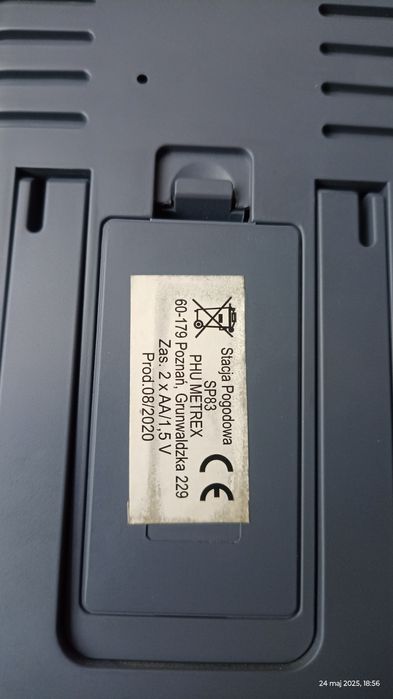 Stacja Pogodowa
SP83
PHU METREX
60-179 Poznań, Grunwaldzka 229
Zas. 2 x AA/1,5 V
Prod.08/2020
CE
24 maj 2025, 18:56